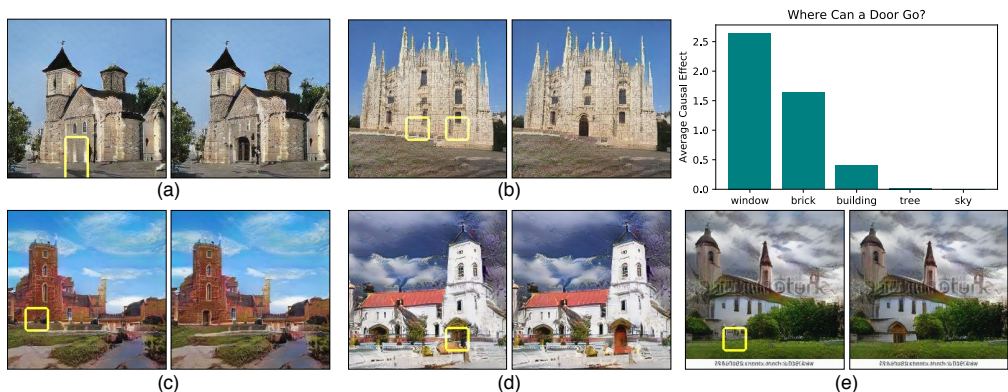 Where Can a Door Go?
Average Causal Effect
2.5
2.0
1.5
1.0
0.5
0.0
window brick building tree sky
(a)
(b)
(c)
(d)
(e)